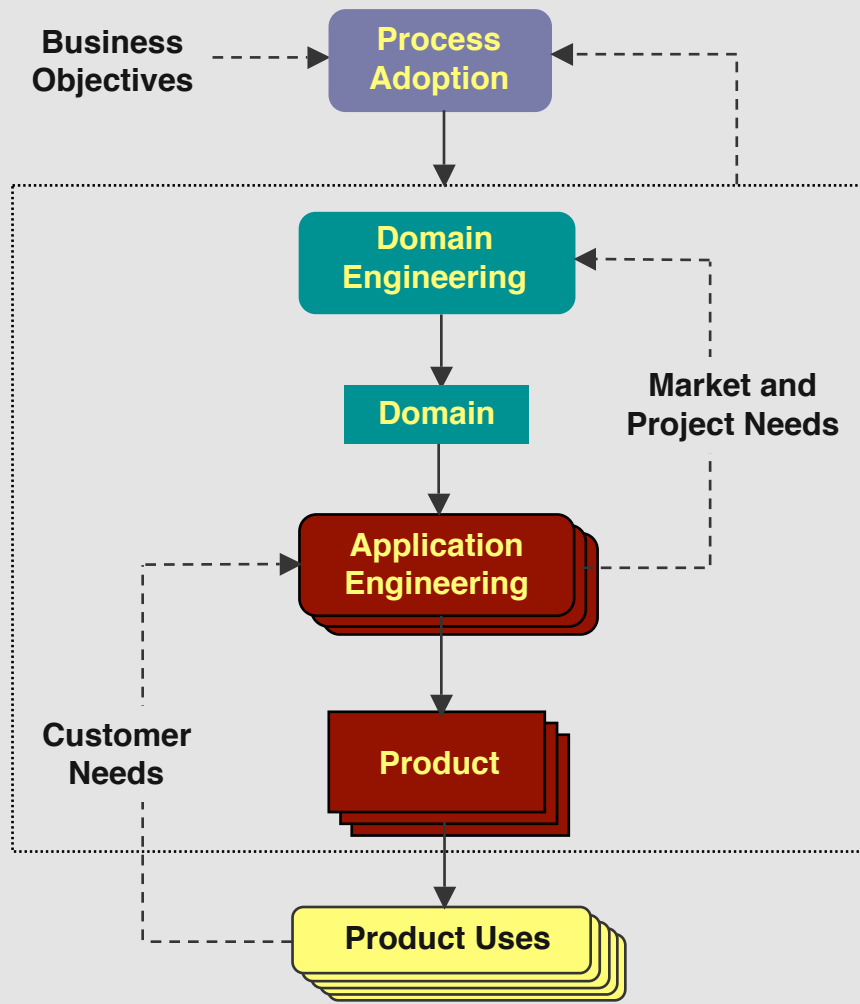 Business
Objectives
Process
Adoption
Domain
Engineering
Domain
Market and
Project Needs
Application
Engineering
Customer
Needs
Product
Product Uses